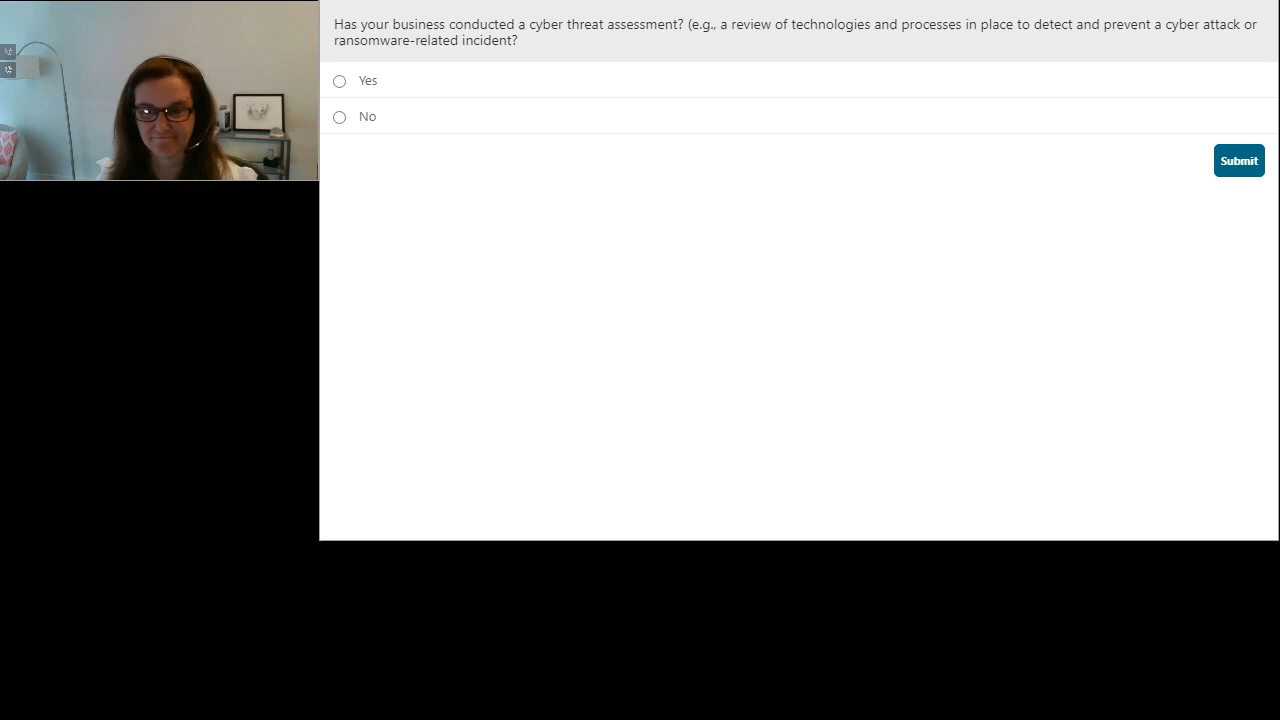 Has your business conducted a cyber threat assessment? (e.g., a review of technologies and processes in place to detect and prevent a cyber attack or
ransomware-related incident?
Yes
No
Submit